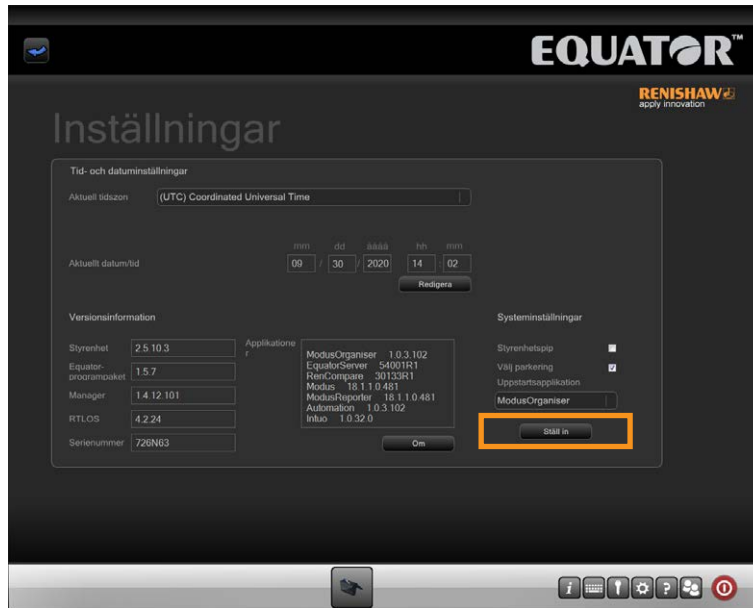 EQUATOR™
RENISHAW
apply innovation
Inställningar
Tid- och datuminställningar
Aktuell tidszon (UTC) Coordinated Universal Time
mm dd åååå hh mm
Aktuellt datum/tid 09 / 30 / 2020 14 : 02
Redigera
Versionsinformation
Styrenhet 2.5.10.3
Equator-
programpaket 1.5.7
Manager 1.4.12.101
RTLOS 4.2.24
Serienummer 726N63
Applikatione
r
ModusOrganiser 1.0.3.102
EquatorServer 54001R1
RenCompare 30133R1
Modus 18.1.1.0.481
ModusReporter 18.1.1.0.481
Automation 1.0.3.102
Intuo 1.0.32.0
Om
Systeminställningar
Styrenhetspip
Välj parkering
Uppstartsapplikation
ModusOrganiser
Ställ in